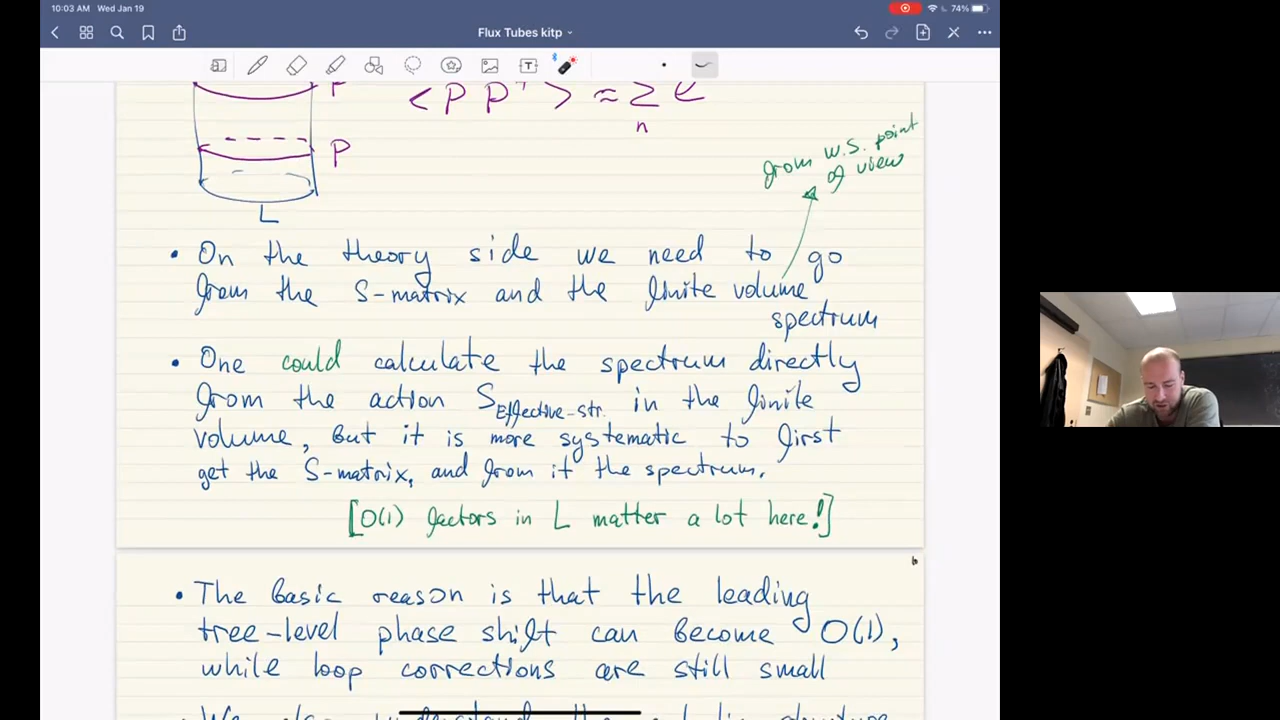 10:03 AM Wed Jan 19
74%
Flux Tubes kitp
P
< P P⁺ > ≈ Σ e
n
P
L
from w.s. point
of view
• On the theory side we need to go
from the S-matrix and the finite volume
spectrum
• One could calculate the spectrum directly
from the action S Effective-str. in the finite
volume, but it is more systematic to first
get the S-matrix, and from it the spectrum.
[O(1) factors in L matter a lot here!]
• The basic reason is that the leading
tree-level phase shift can become O(1),
while loop corrections are still small